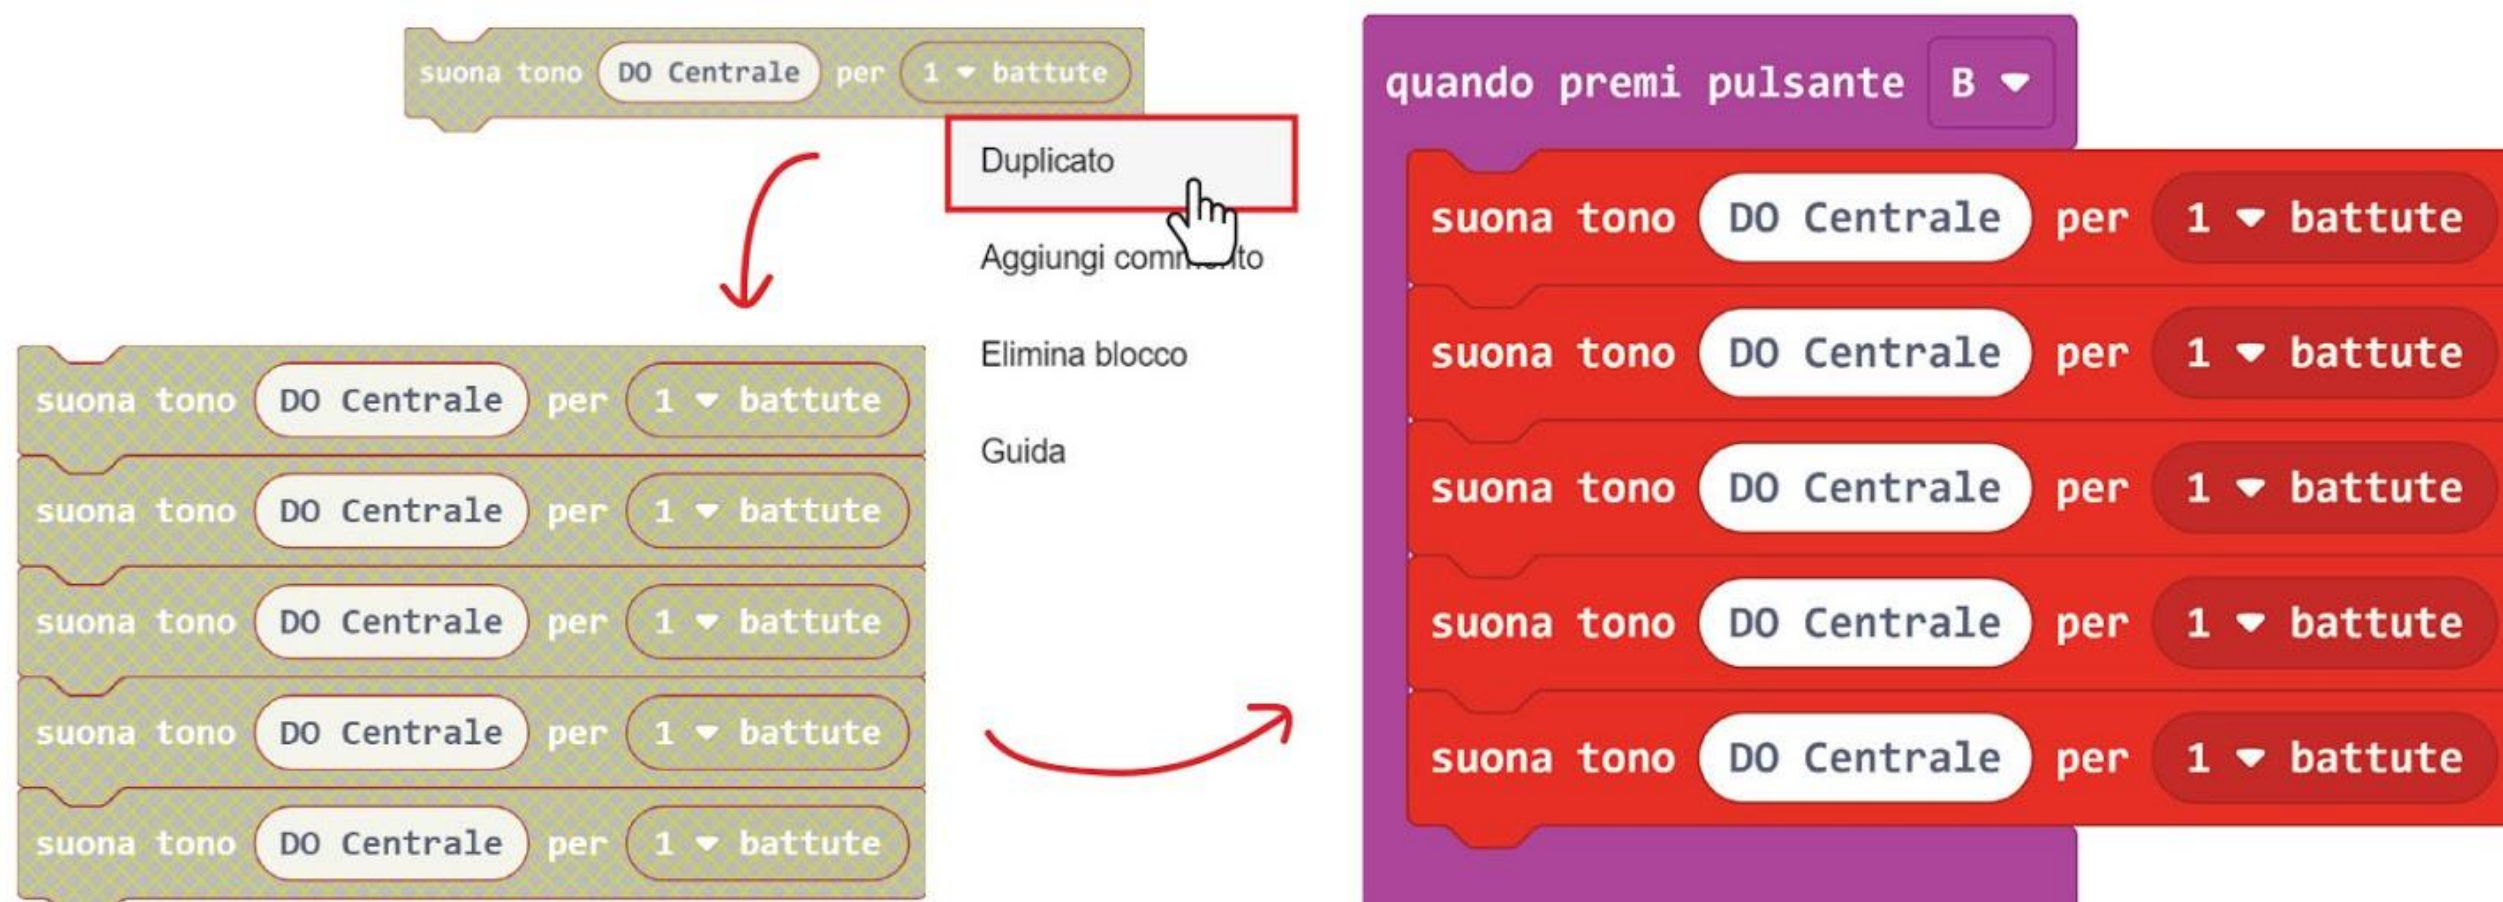 suona tono DO Centrale per 1 battute
Duplicato
Aggiungi commento
Elimina blocco
Guida
suona tono DO Centrale per 1 battute
suona tono DO Centrale per 1 battute
suona tono DO Centrale per 1 battute
suona tono DO Centrale per 1 battute
suona tono DO Centrale per 1 battute
quando premi pulsante B
suona tono DO Centrale per 1 battute
suona tono DO Centrale per 1 battute
suona tono DO Centrale per 1 battute
suona tono DO Centrale per 1 battute
suona tono DO Centrale per 1 battute